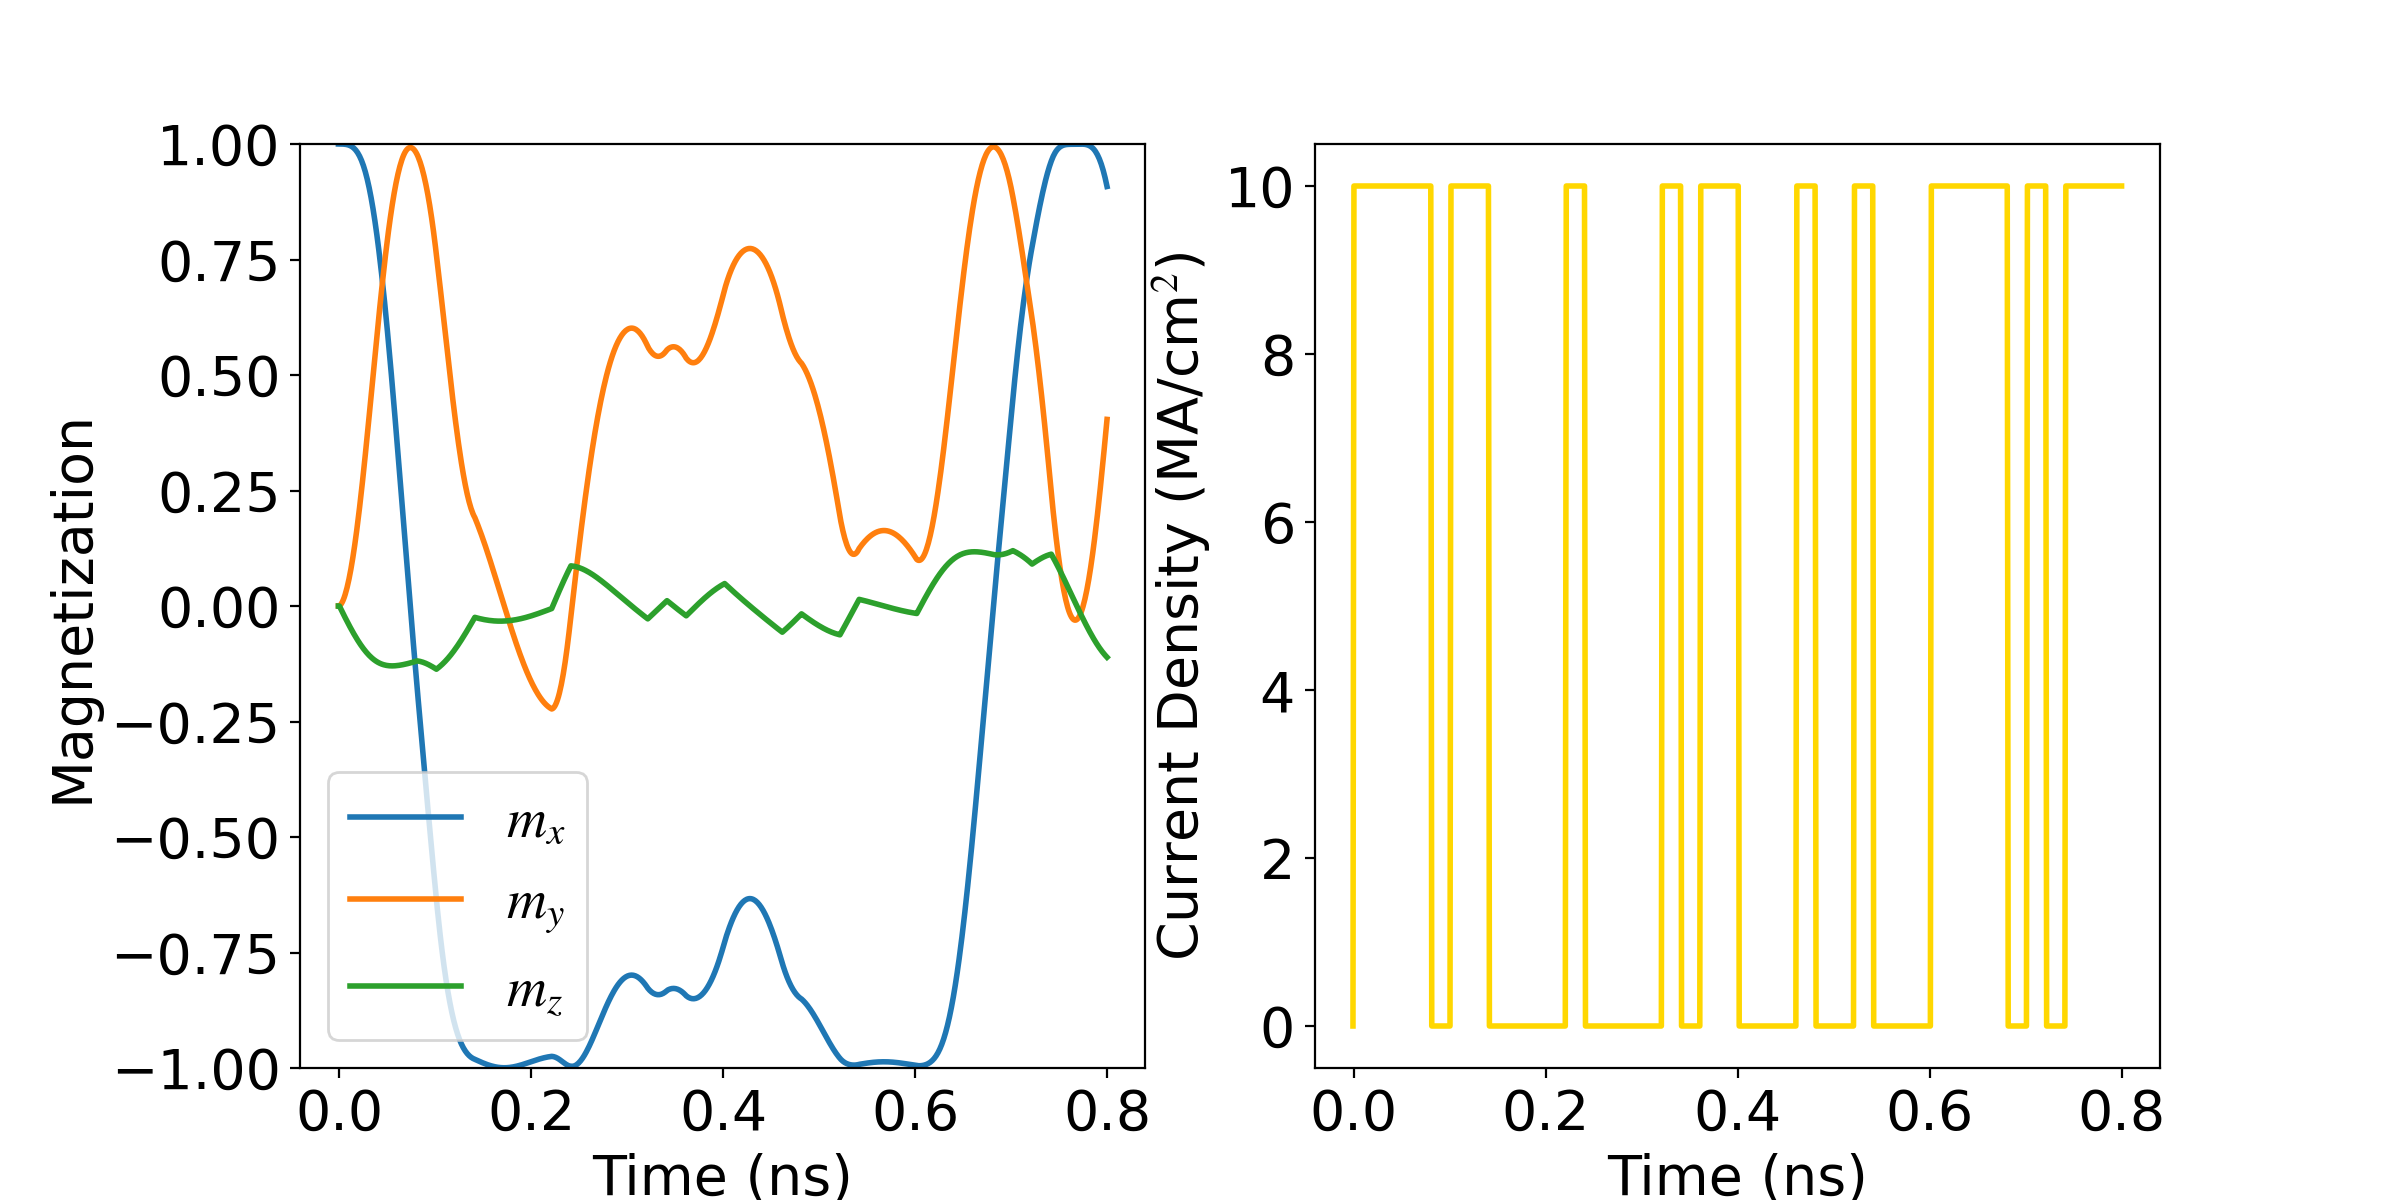 1.00
0.75
0.50
0.25
0.00
−0.25
−0.50
−0.75
−1.00
Magnetization
m_x
m_y
m_z
0.0 0.2 0.4 0.6 0.8
Time (ns)
10
8
6
4
2
0
Current Density (MA/cm²)
0.0 0.2 0.4 0.6 0.8
Time (ns)